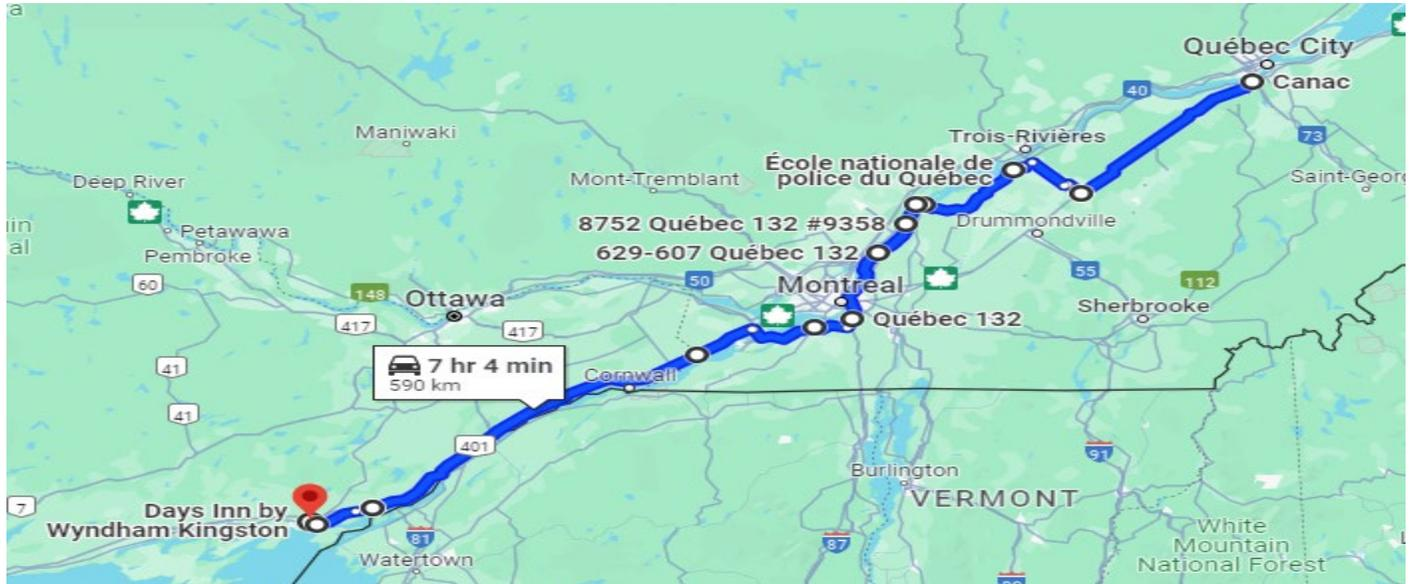 a
Québec City
Canac
40
73
Maniwaki
Trois-Rivières
École nationale de
police du Québec
Deep River
Mont-Tremblant
Saint-Georg
Petawawa
Pembroke
8752 Québec 132 #9358
Drummondville
in
al
629-607 Québec 132
60
148
50
55
112
Ottawa
Montreal
Sherbrooke
417
417
Québec 132
7 hr 4 min
590 km
41
Cornwall
41
401
91
Burlington
VERMONT
7
Days Inn by
Wyndham Kingston
81
87
White
Mountain
National Forest
Watertown